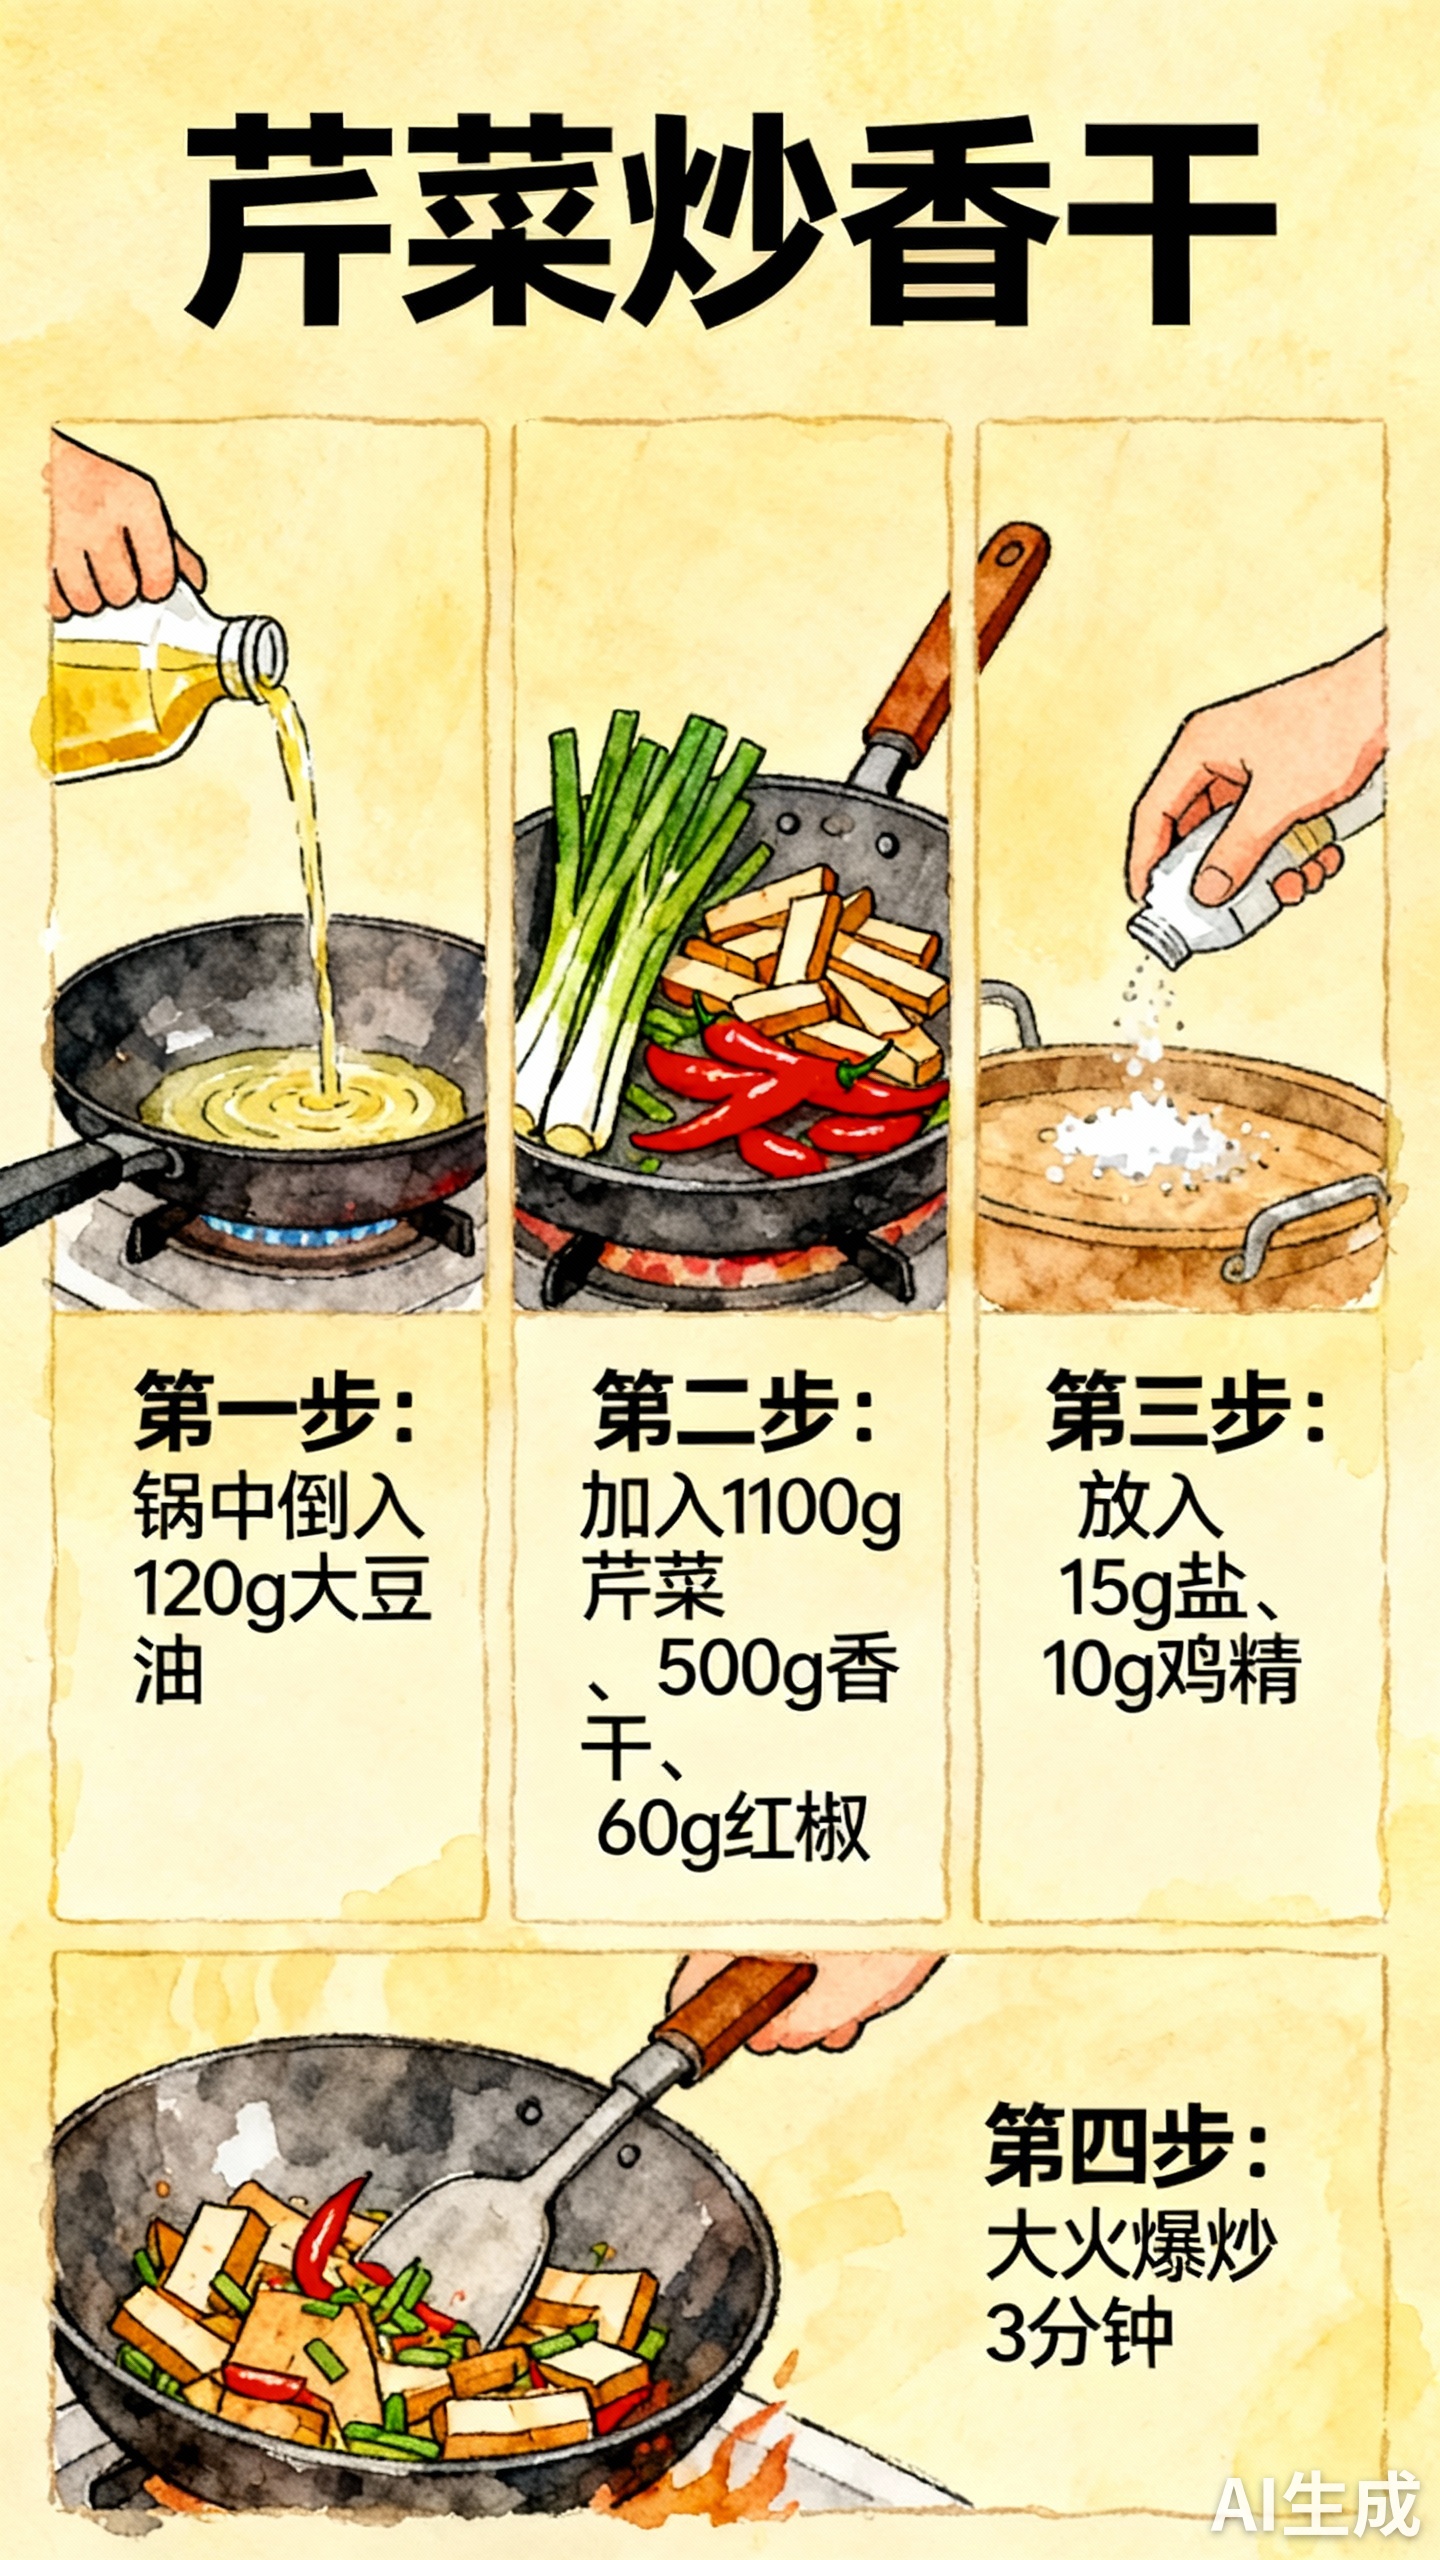 芹菜炒香干
第一步：
锅中倒入
120g大豆
油
第二步：
加入1100g
芹菜
、500g香
干、
60g红椒
第三步：
放入
15g盐、
10g鸡精
第四步：
大火爆炒
3分钟
AI生成